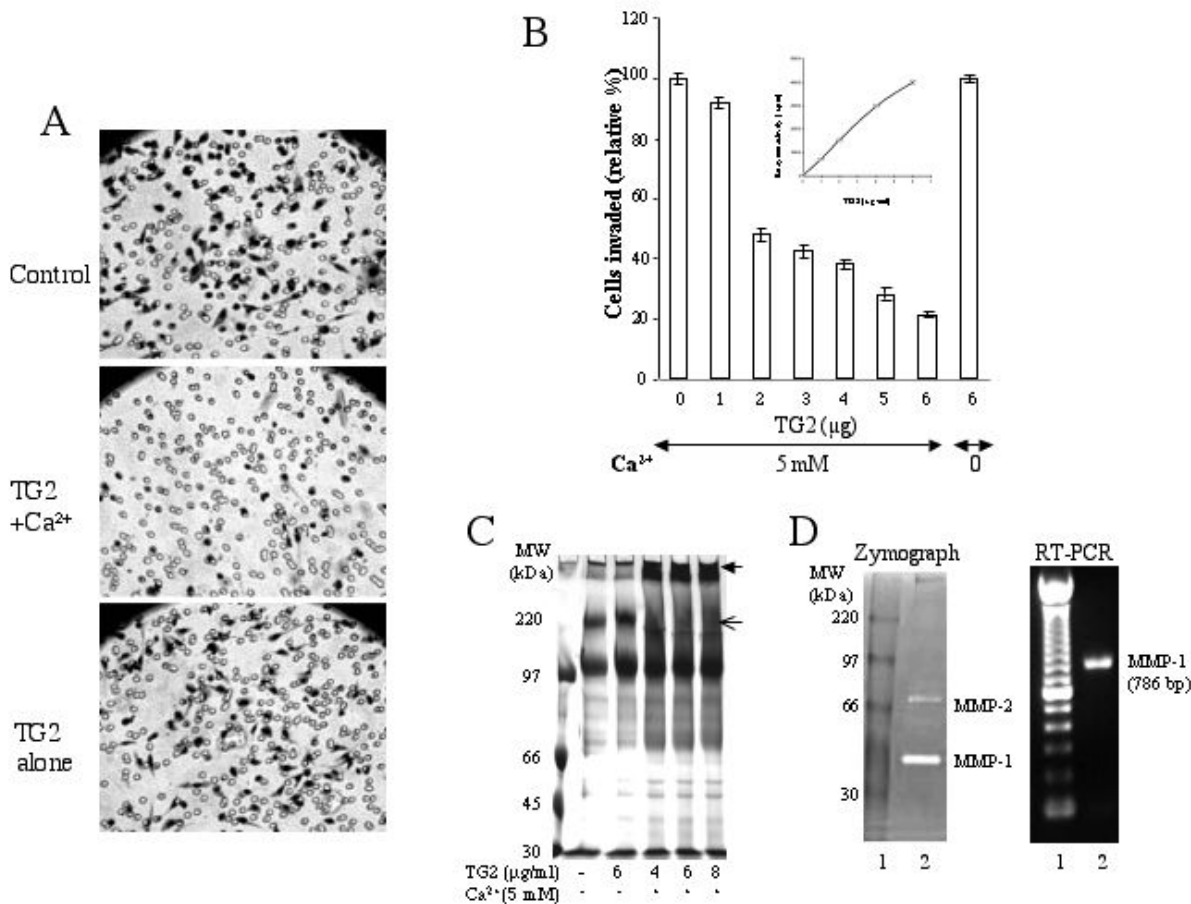 A
Control
TG2
+Ca²⁺
TG2
alone
B
Cells invaded (relative %)
120
100
80
60
40
20
0
0 1 2 3 4 5 6 6
TG2 (µg)
Ca²⁺ 5 mM 0
C
MW
(kDa)
220
97
66
45
30
TG2 (µg/ml) - 6 4 6 8
Ca²⁺ (5 mM) - -
D
Zymograph
MW
(kDa)
220
97
66
30
MMP-2
MMP-1
1 2
RT-PCR
MMP-1
(786 bp)
1 2